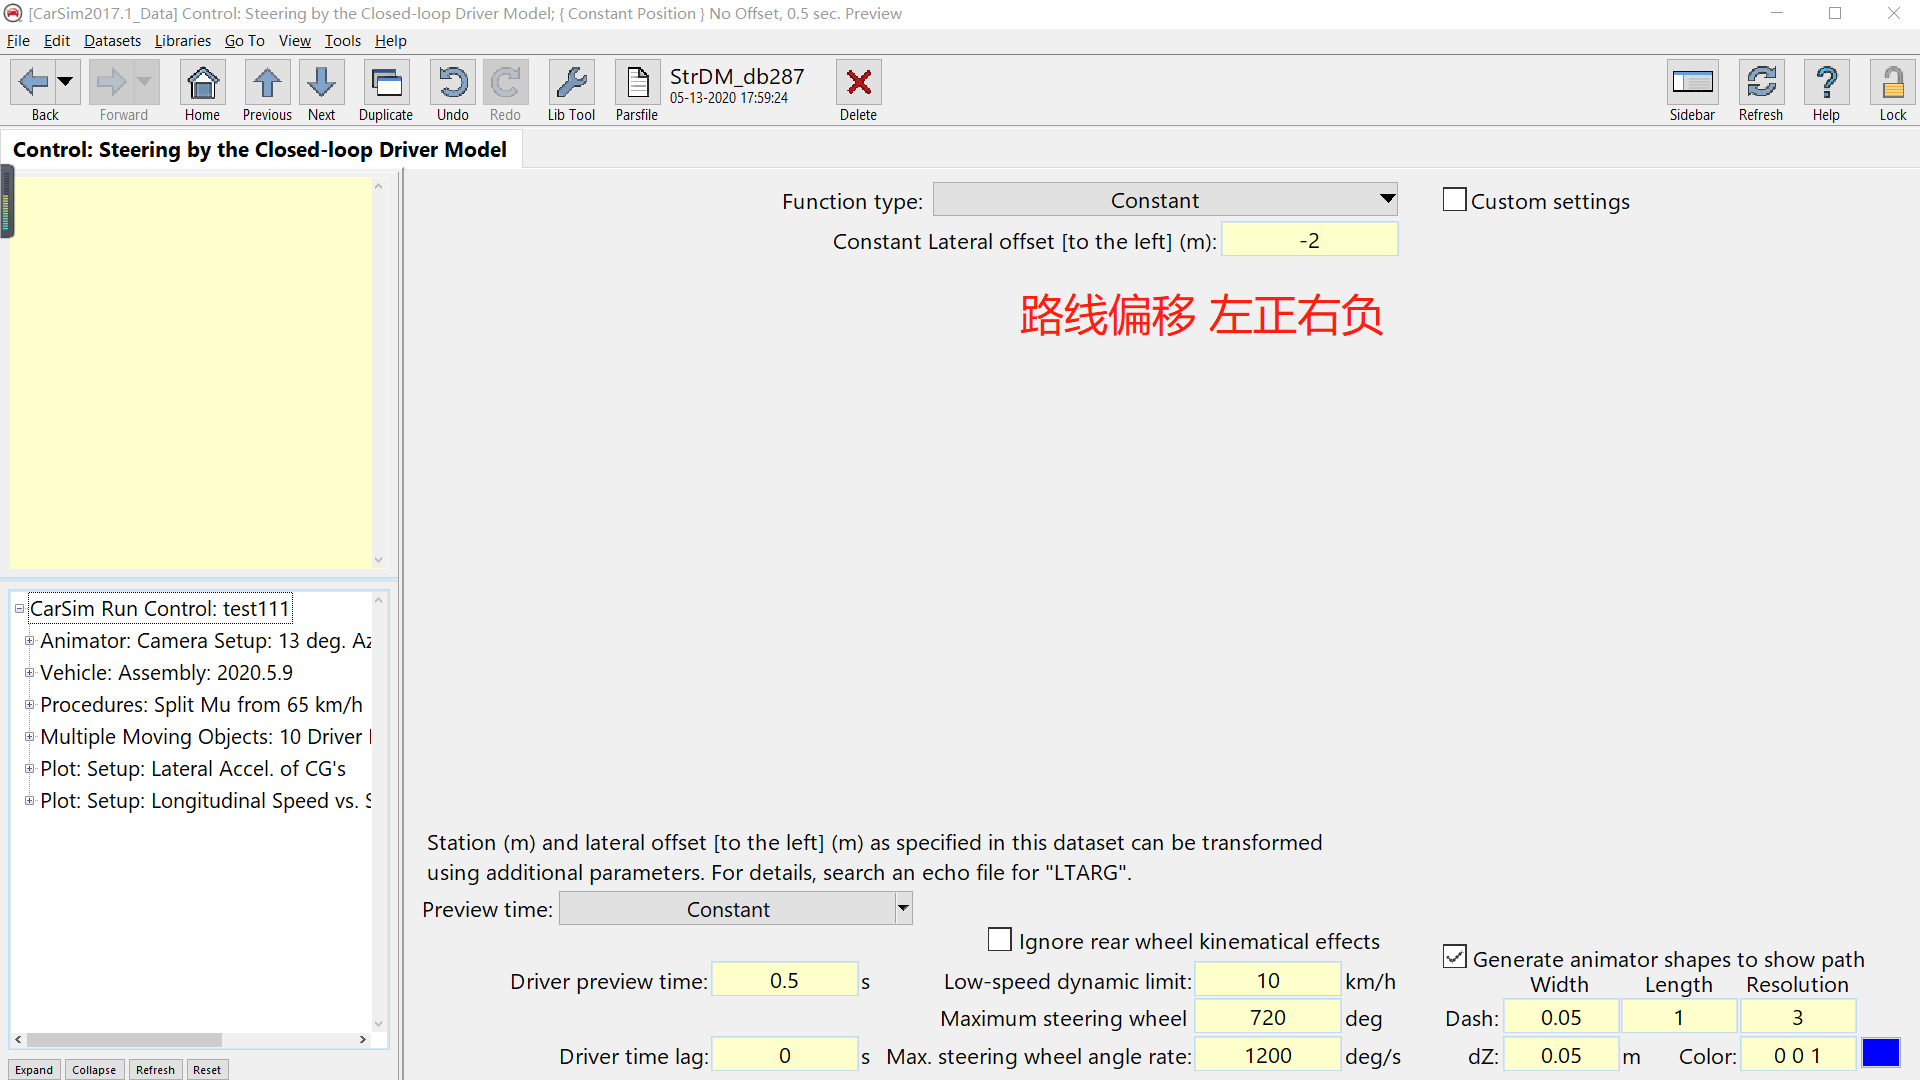 [CarSim2017.1_Data] Control: Steering by the Closed-loop Driver Model; { Constant Position } No Offset, 0.5 sec. Preview
File Edit Datasets Libraries Go To View Tools Help
StrDM_db287
05-13-2020 17:59:24
Back Forward Home Previous Next Duplicate Undo Redo Lib Tool Parsfile Delete Sidebar Refresh Help Lock
Control: Steering by the Closed-loop Driver Model
Function type: Constant Custom settings
Constant Lateral offset [to the left] (m): -2
路线偏移 左正右负
CarSim Run Control: test111
Animator: Camera Setup: 13 deg. Az
Vehicle: Assembly: 2020.5.9
Procedures: Split Mu from 65 km/h
Multiple Moving Objects: 10 Driver
Plot: Setup: Lateral Accel. of CG's
Plot: Setup: Longitudinal Speed vs. S
Expand Collapse Refresh Reset
Station (m) and lateral offset [to the left] (m) as specified in this dataset can be transformed
using additional parameters. For details, search an echo file for "LTARG".
Preview time: Constant
Ignore rear wheel kinematical effects
Generate animator shapes to show path
Driver preview time: 0.5 s Low-speed dynamic limit: 10 km/h Width Length Resolution
Maximum steering wheel 720 deg Dash: 0.05 1 3
Driver time lag: 0 s Max. steering wheel angle rate: 1200 deg/s dZ: 0.05 m Color: 0 0 1